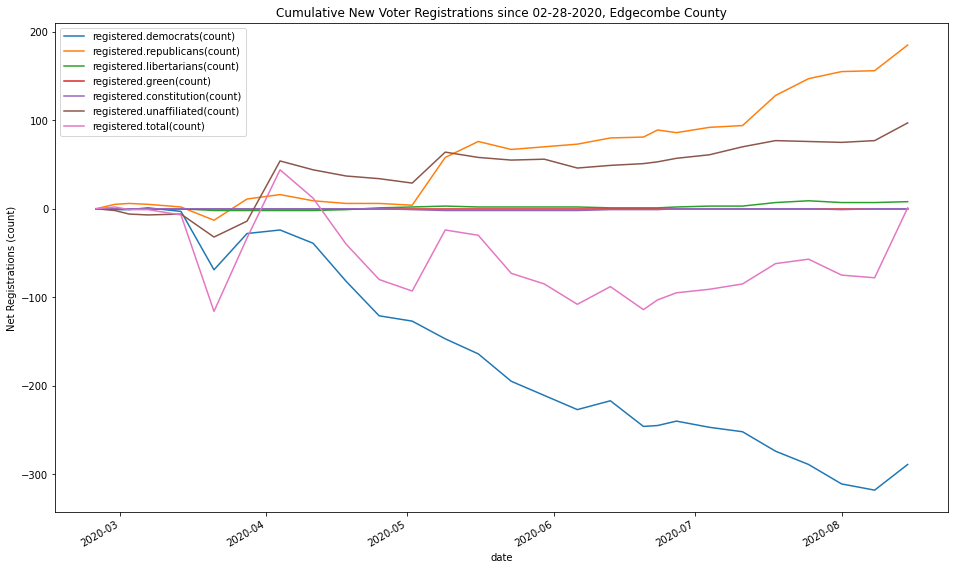 Cumulative New Voter Registrations since 02-28-2020, Edgecombe County
registered.democrats(count)
registered.republicans(count)
registered.libertarians(count)
registered.green(count)
registered.constitution(count)
registered.unaffiliated(count)
registered.total(count)
200
100
0
−100
−200
−300
Net Registrations (count)
2020-03
2020-04
2020-05
2020-06
2020-07
2020-08
date